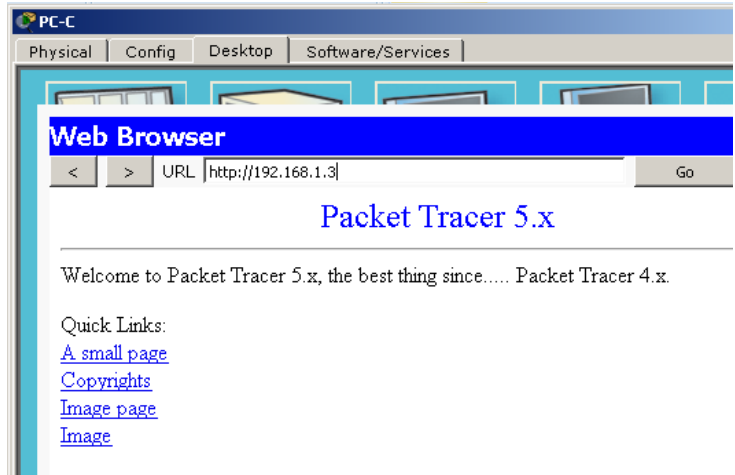 PC-C
Physical Config Desktop Software/Services
Web Browser
< > URL http://192.168.1.3 Go
Packet Tracer 5.x
Welcome to Packet Tracer 5.x, the best thing since..... Packet Tracer 4.x.
Quick Links:
A small page
Copyrights
Image page
Image